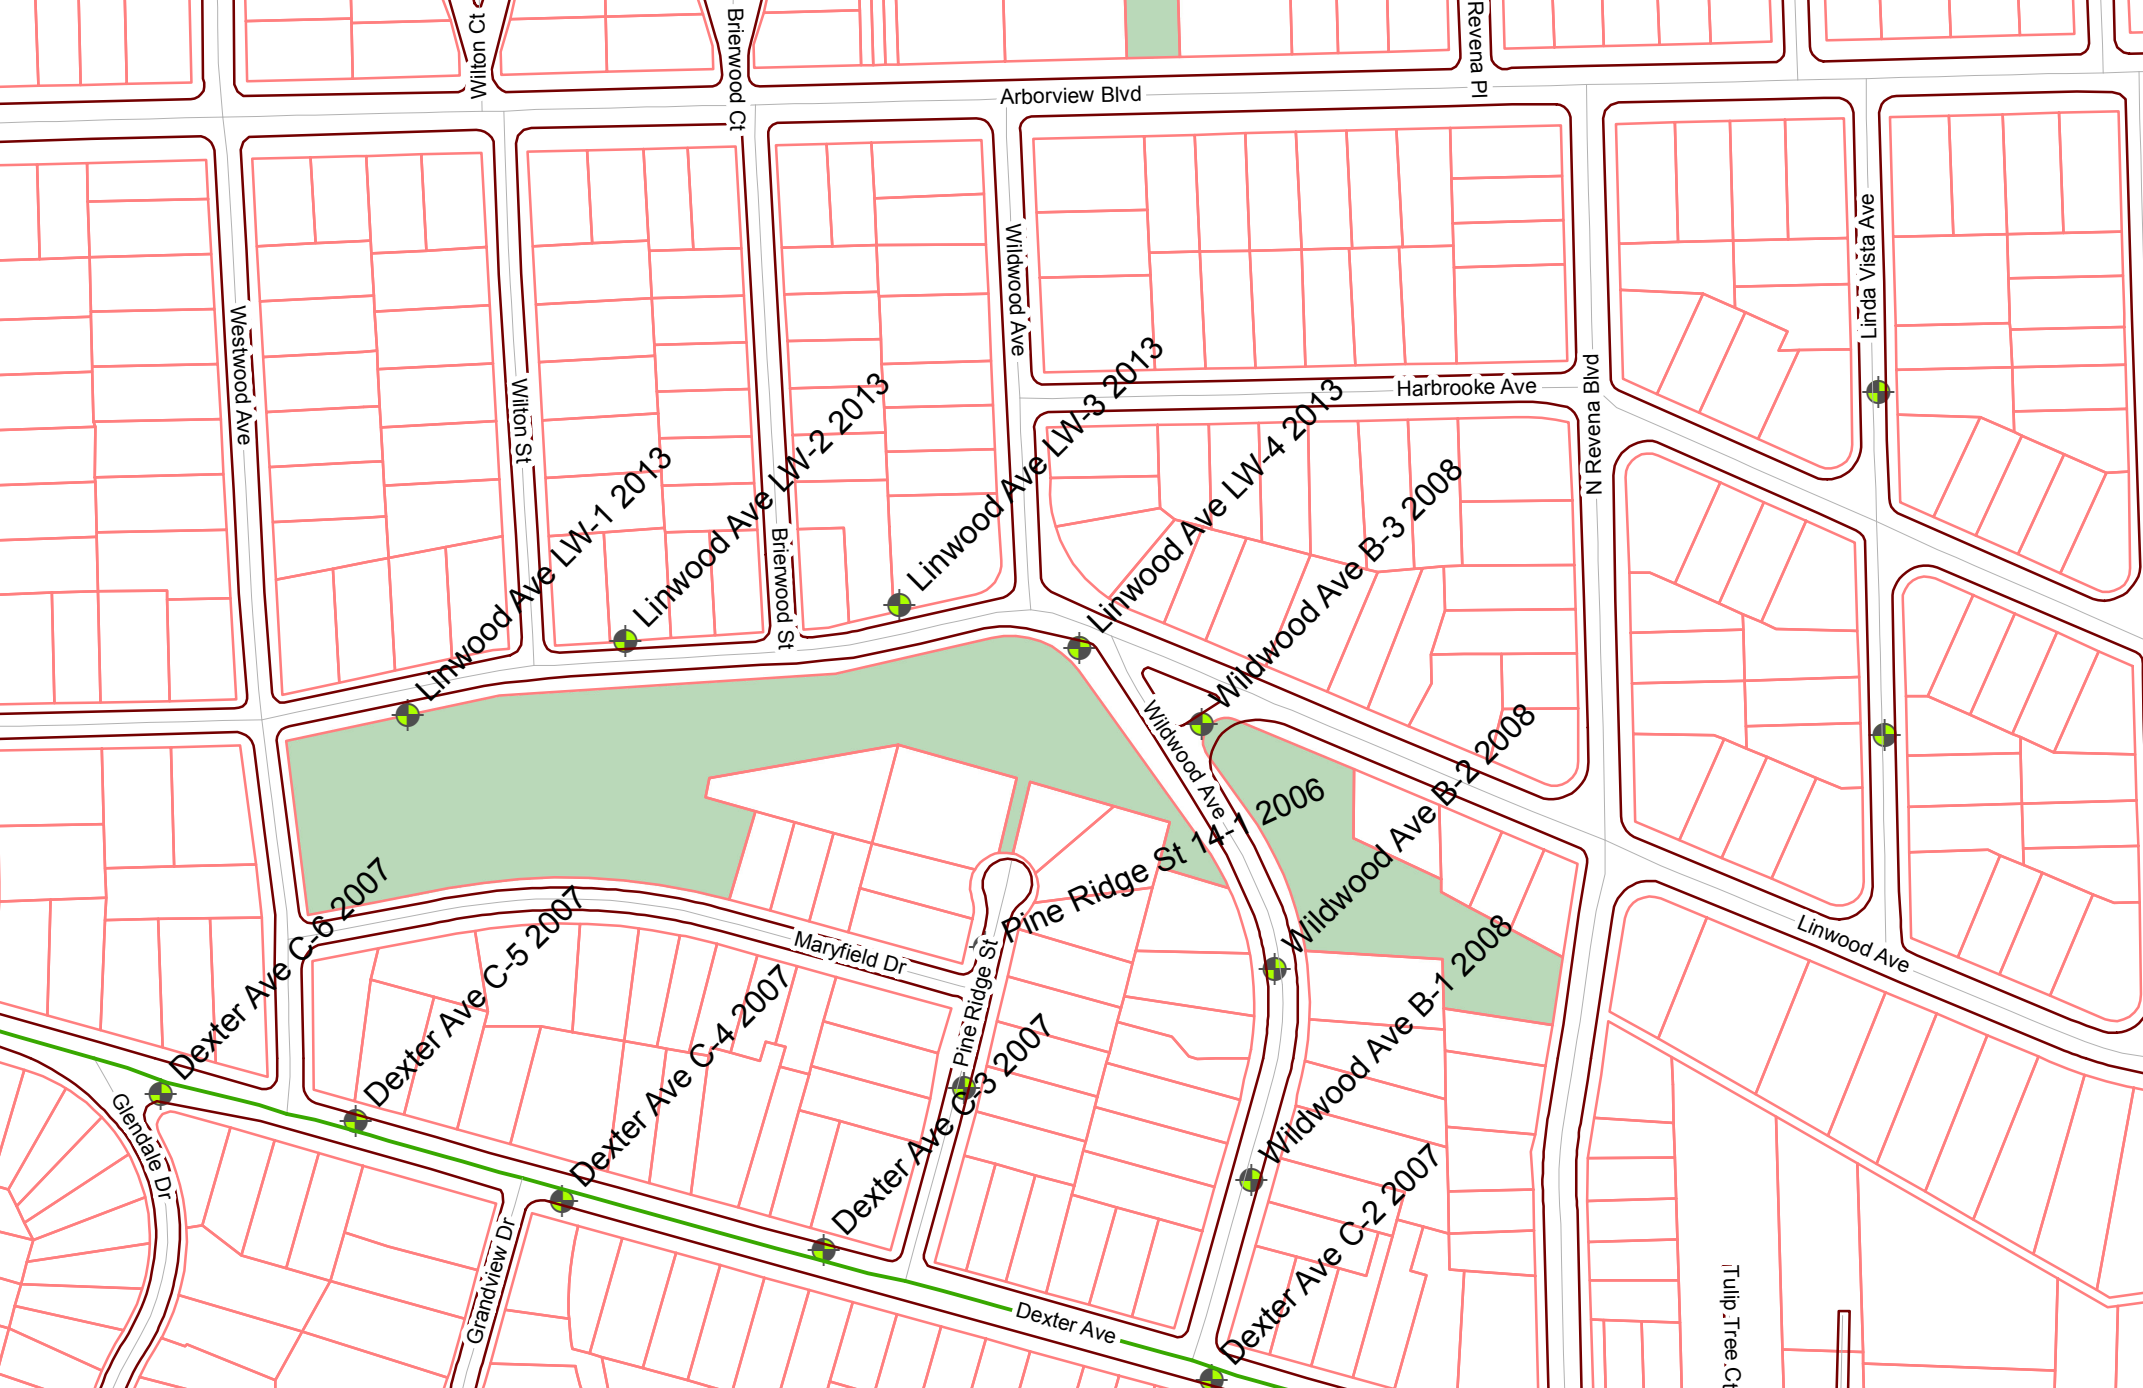 Wilton Ct
Brierwood Ct
Revena Pl
Arborview Blvd
Westwood Ave
Wilton St
Brierwood St
Wildwood Ave
Harbrooke Ave
N Revena Blvd
Linda Vista Ave
Linwood Ave LW-1 2013
Linwood Ave LW-2 2013
Linwood Ave LW-3 2013
Linwood Ave LW-4 2013
Wildwood Ave B-3 2008
Wildwood Ave
Wildwood Ave B-2 2008
Pine Ridge St 14-1 2006
Wildwood Ave B-1 2008
Linwood Ave
Maryfield Dr
Pine Ridge St
Dexter Ave C-6 2007
Dexter Ave C-5 2007
Dexter Ave C-4 2007
Dexter Ave C-3 2007
Dexter Ave C-2 2007
Glendale Dr
Grandview Dr
Dexter Ave
Tulip Tree Ct